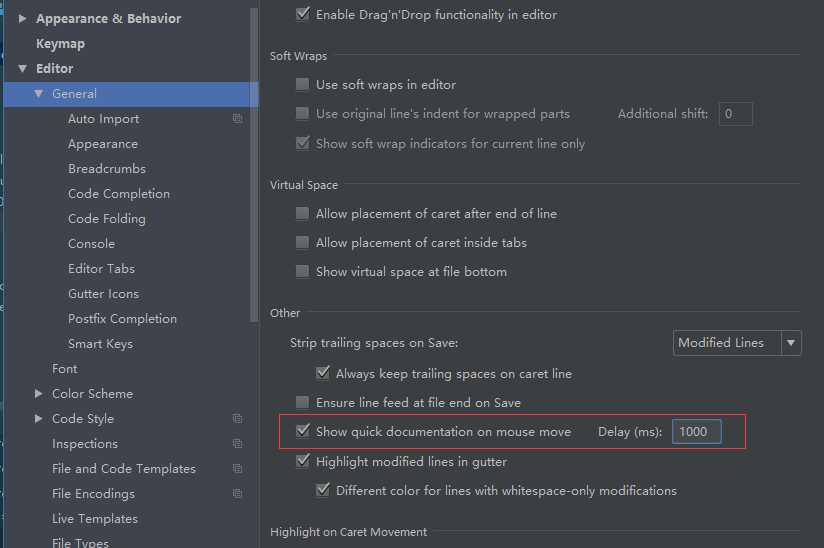 Appearance & Behavior
Keymap
Editor
General
Auto Import
Appearance
Breadcrumbs
Code Completion
Code Folding
Console
Editor Tabs
Gutter Icons
Postfix Completion
Smart Keys
Font
Color Scheme
Code Style
Inspections
File and Code Templates
File Encodings
Live Templates
File Types
Enable Drag'n'Drop functionality in editor
Soft Wraps
Use soft wraps in editor
Use original line's indent for wrapped parts Additional shift: 0
Show soft wrap indicators for current line only
Virtual Space
Allow placement of caret after end of line
Allow placement of caret inside tabs
Show virtual space at file bottom
Other
Strip trailing spaces on Save: Modified Lines
Always keep trailing spaces on caret line
Ensure line feed at file end on Save
Show quick documentation on mouse move Delay (ms): 1000
Highlight modified lines in gutter
Different color for lines with whitespace-only modifications
Highlight on Caret Movement